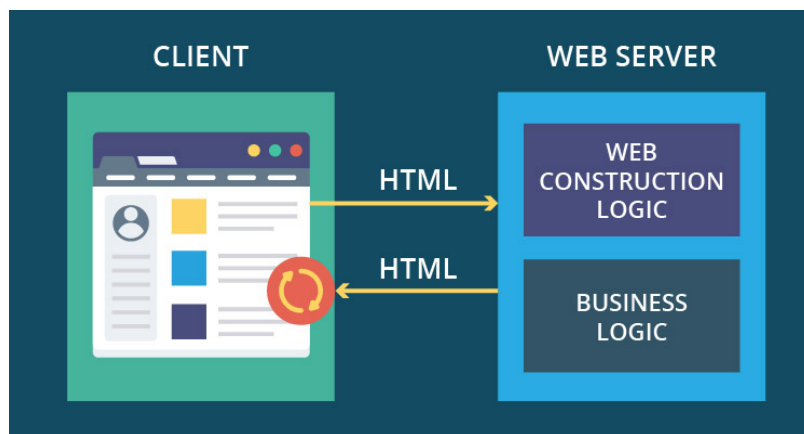 CLIENT
WEB SERVER
HTML
WEB
CONSTRUCTION
LOGIC
HTML
BUSINESS
LOGIC